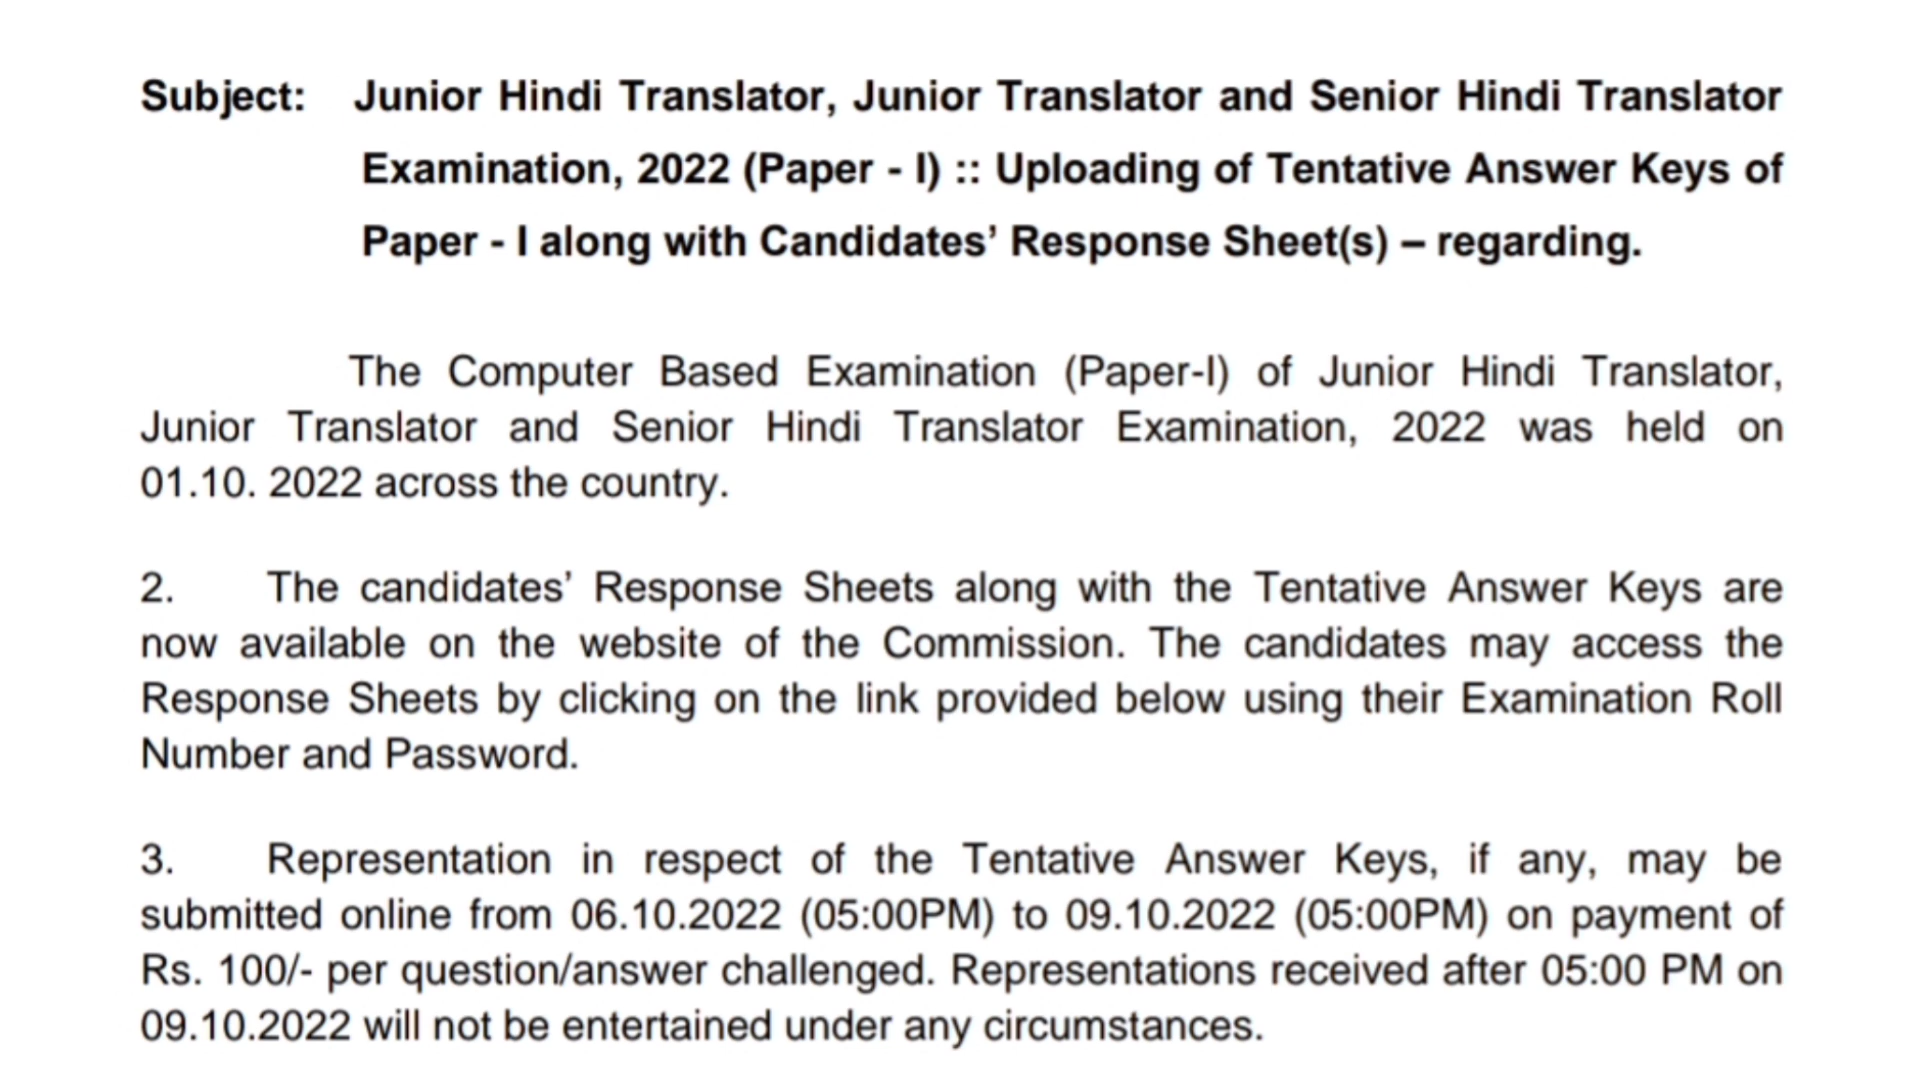 Subject: Junior Hindi Translator, Junior Translator and Senior Hindi Translator
Examination, 2022 (Paper - I) :: Uploading of Tentative Answer Keys of
Paper - I along with Candidates’ Response Sheet(s) – regarding.
The Computer Based Examination (Paper-I) of Junior Hindi Translator,
Junior Translator and Senior Hindi Translator Examination, 2022 was held on
01.10. 2022 across the country.
2. The candidates’ Response Sheets along with the Tentative Answer Keys are
now available on the website of the Commission. The candidates may access the
Response Sheets by clicking on the link provided below using their Examination Roll
Number and Password.
3. Representation in respect of the Tentative Answer Keys, if any, may be
submitted online from 06.10.2022 (05:00PM) to 09.10.2022 (05:00PM) on payment of
Rs. 100/- per question/answer challenged. Representations received after 05:00 PM on
09.10.2022 will not be entertained under any circumstances.